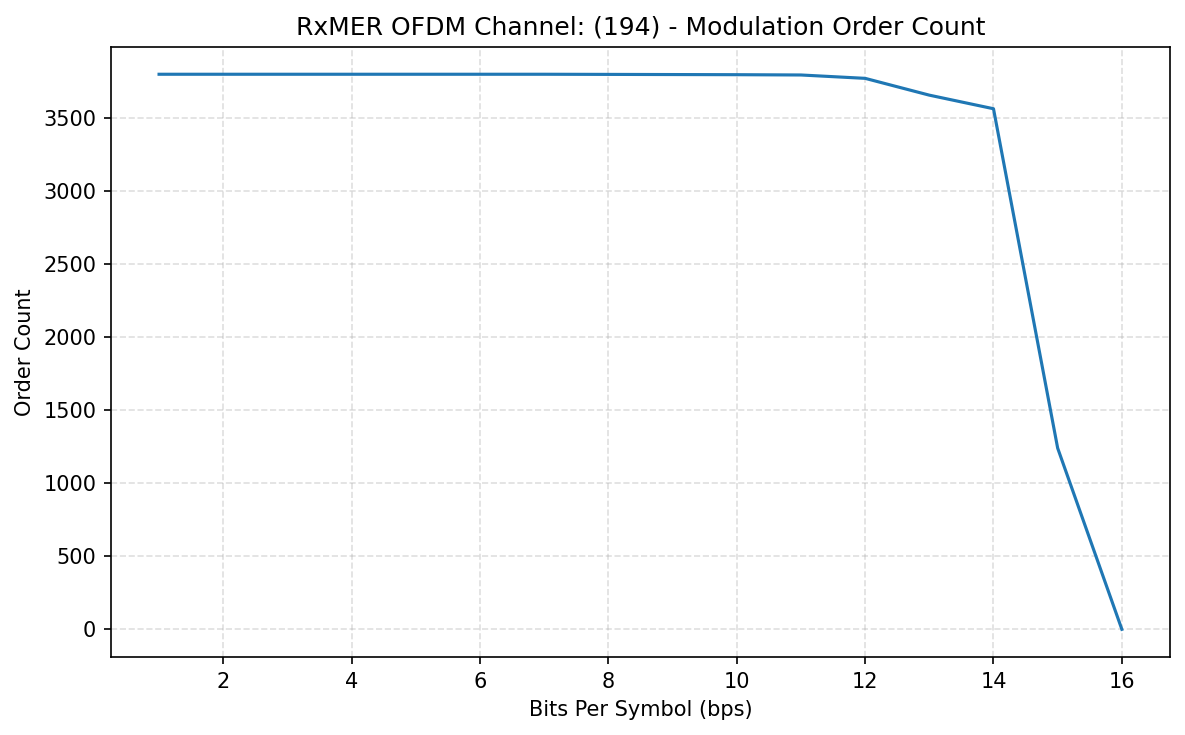 RxMER OFDM Channel: (194) - Modulation Order Count
Order Count
3500
3000
2500
2000
1500
1000
500
0
2 4 6 8 10 12 14 16
Bits Per Symbol (bps)